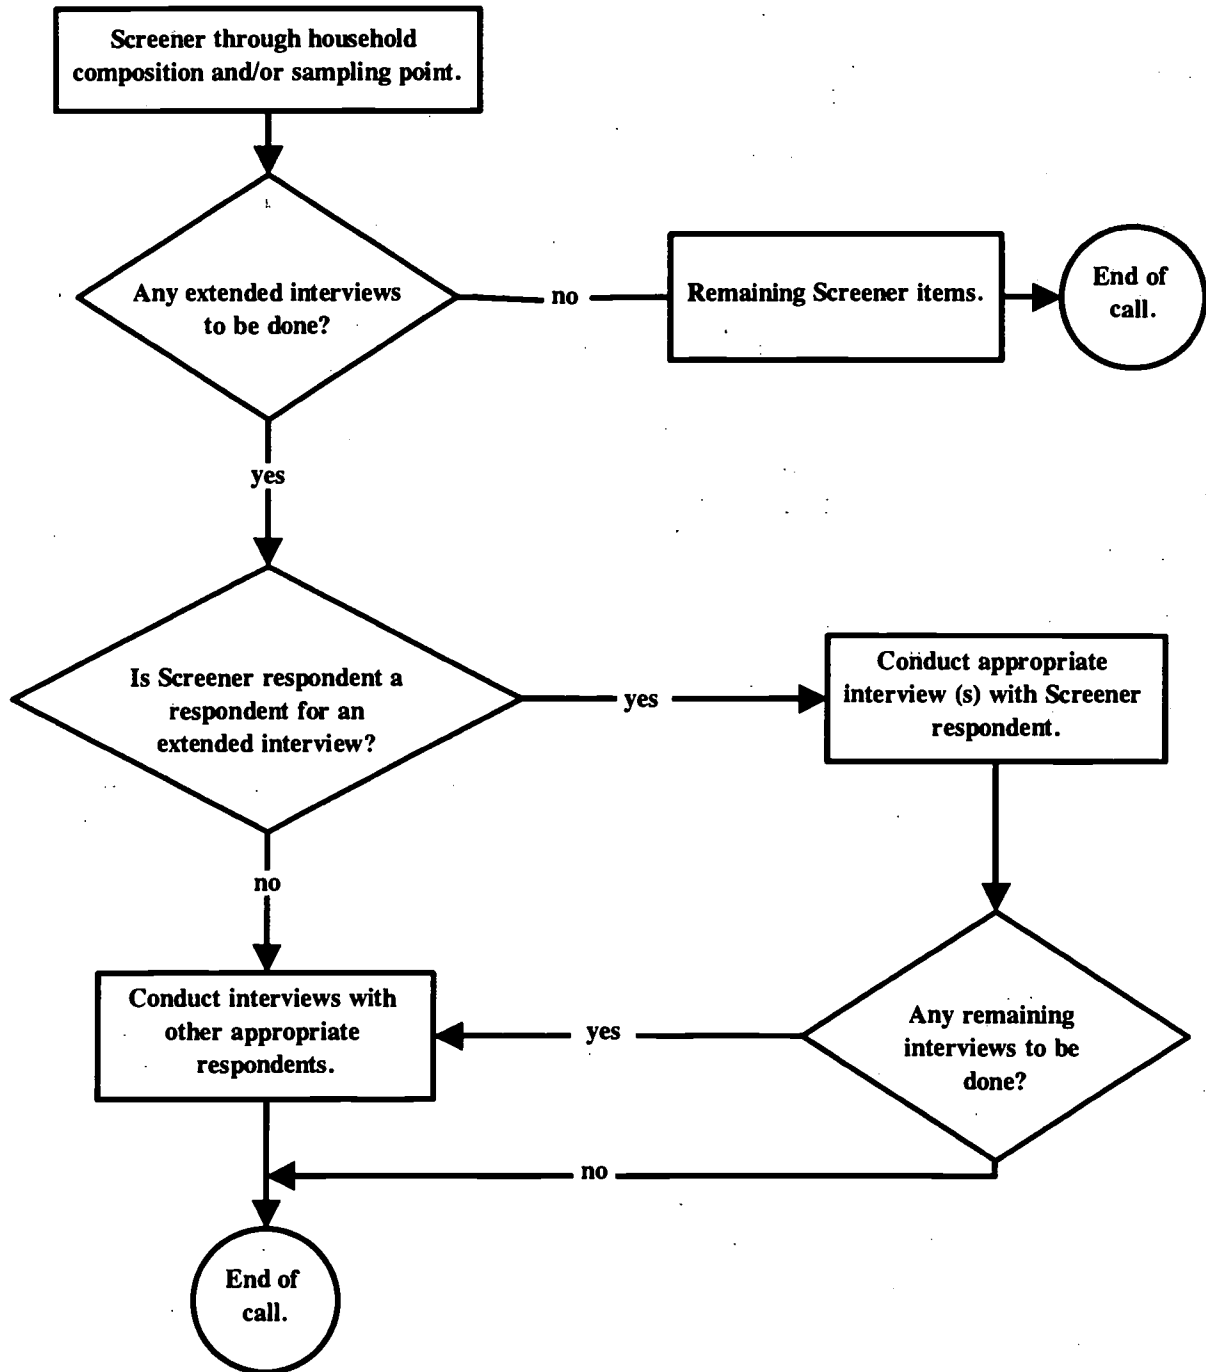 Screener through household
composition and/or sampling point.
Any extended interviews
to be done?
no
Remaining Screener items.
End of
call.
yes
Is Screener respondent a
respondent for an
extended interview?
yes
Conduct appropriate
interview (s) with Screener
respondent.
no
Conduct interviews with
other appropriate
respondents.
yes
Any remaining
interviews to be
done?
no
End of
call.